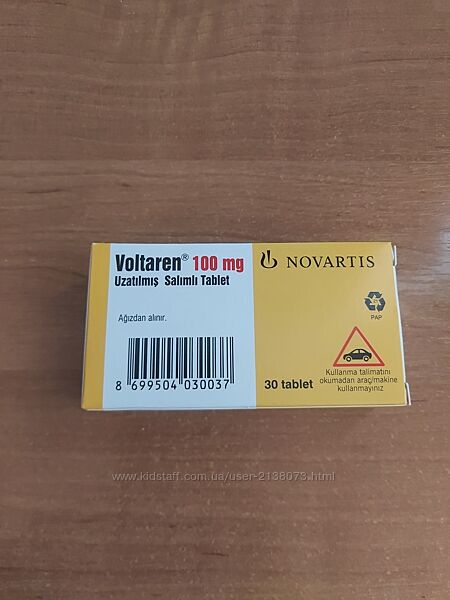 Voltaren® 100 mg
Uzatılmış Salımlı Tablet
Ağızdan alınır.
8 699504 030037
NOVARTIS
PAP
30 tablet
Kullanma talimatını
okumadan araç/makine
kullanmayınız
www.kidstaff.com.ua/user-2138073.html